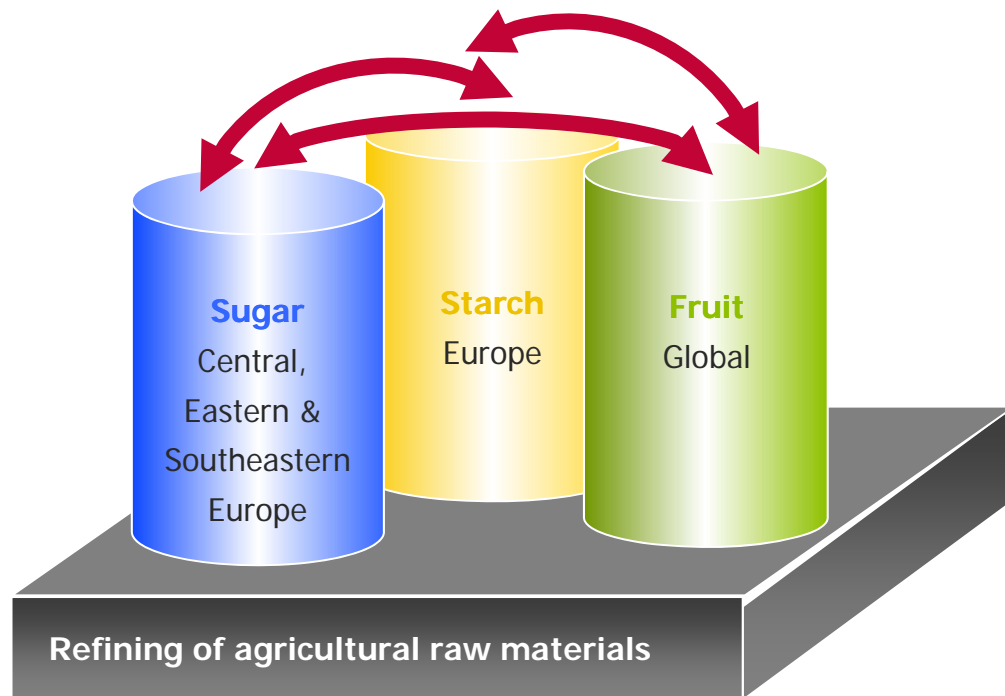 Sugar
Central,
Eastern &
Southeastern
Europe
Starch
Europe
Fruit
Global
Refining of agricultural raw materials